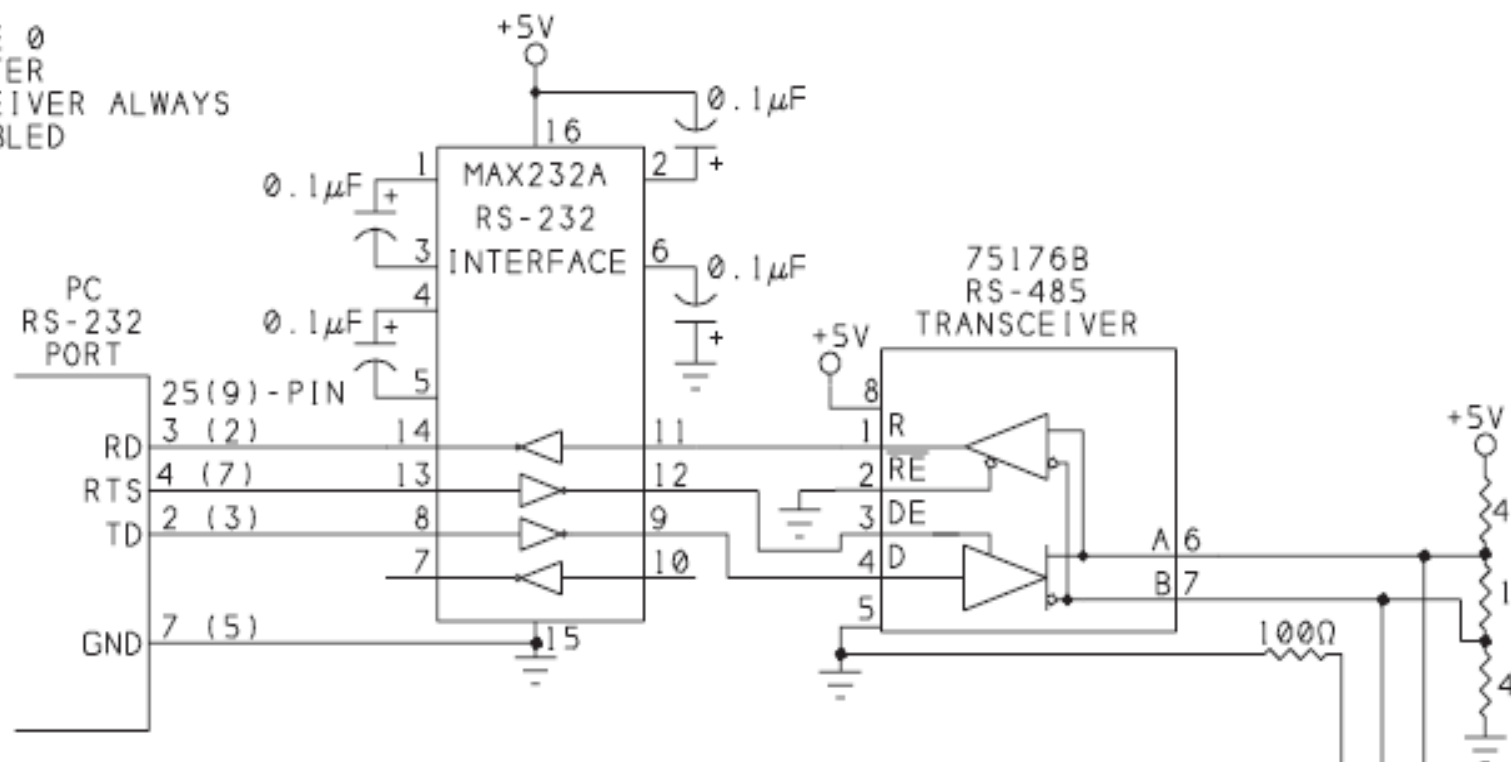 0
ALWAYS
+5V
0.1µF
16
1
MAX232A
2
+
0.1µF
+
RS-232
3
INTERFACE
6
0.1µF
75176B
PC
4
RS-485
RS-232
0.1µF
+
+
+5V
TRANSCEIVER
PORT
25(9)-PIN
5
8
+5V
RD
3 (2)
14
11
1
R
RTS
4 (7)
13
12
2
RE
TD
2 (3)
8
9
3
DE
A
6
7
10
4
D
B
7
GND
7 (5)
15
5
100Ω